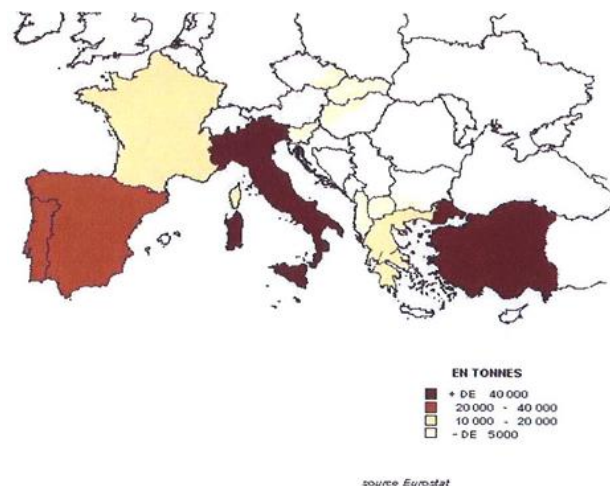 EN TONNES
+ DE 40 000
20 000 - 40 000
10 000 - 20 000
- DE 5000
source Eurostat